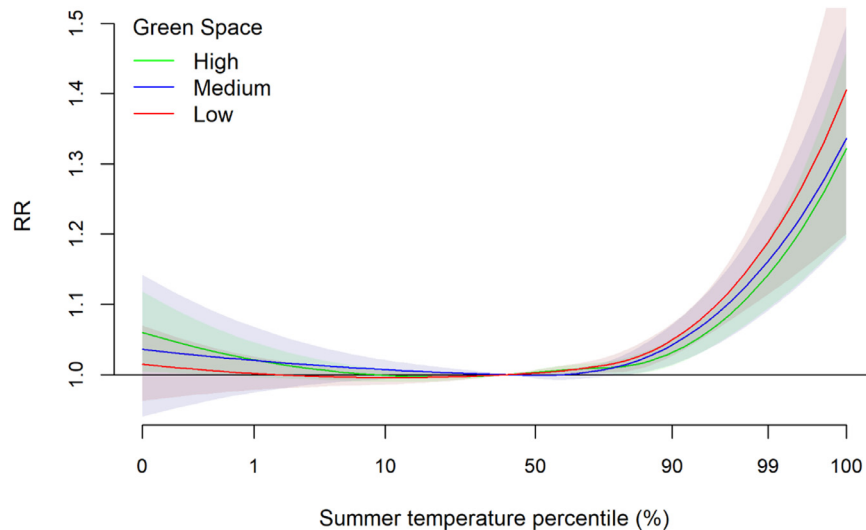 Green Space
High
Medium
Low
RR
1.5
1.4
1.3
1.2
1.1
1.0
0 1 10 50 90 99 100
Summer temperature percentile (%)